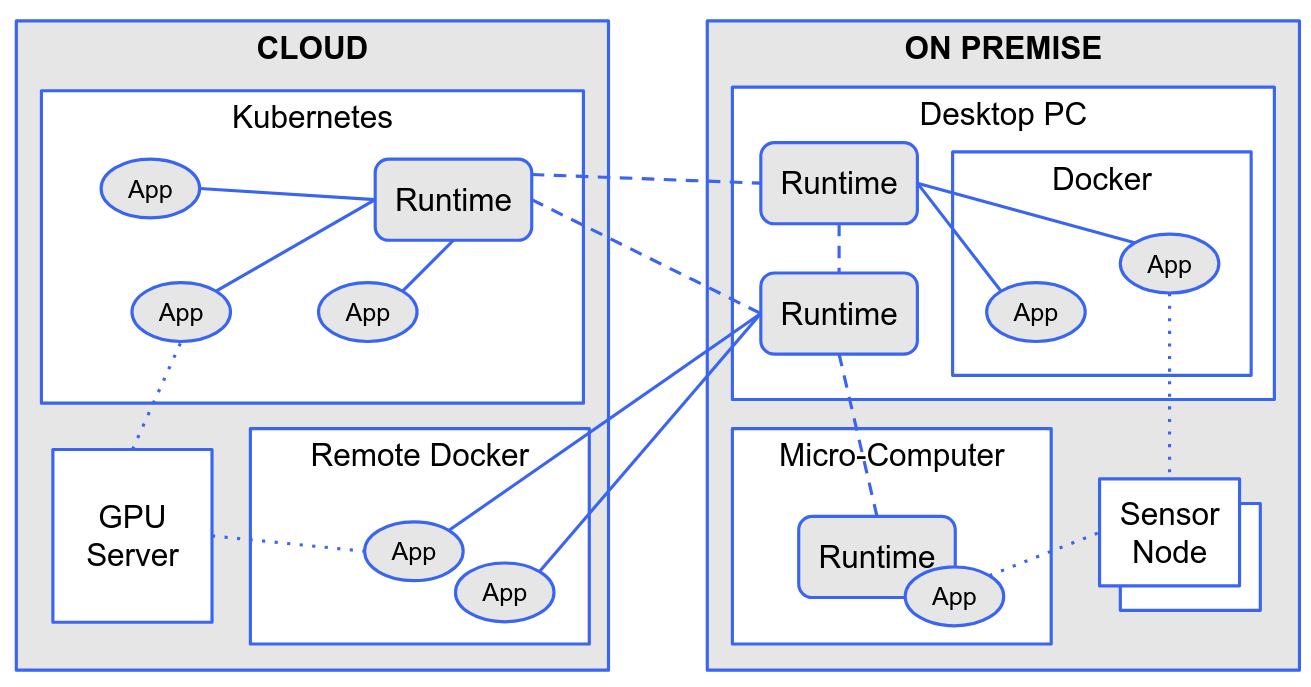 CLOUD
Kubernetes
App
Runtime
App
App
GPU
Server
Remote Docker
App
App
ON PREMISE
Desktop PC
Runtime
Docker
App
Runtime
App
Micro-Computer
Runtime
App
Sensor
Node